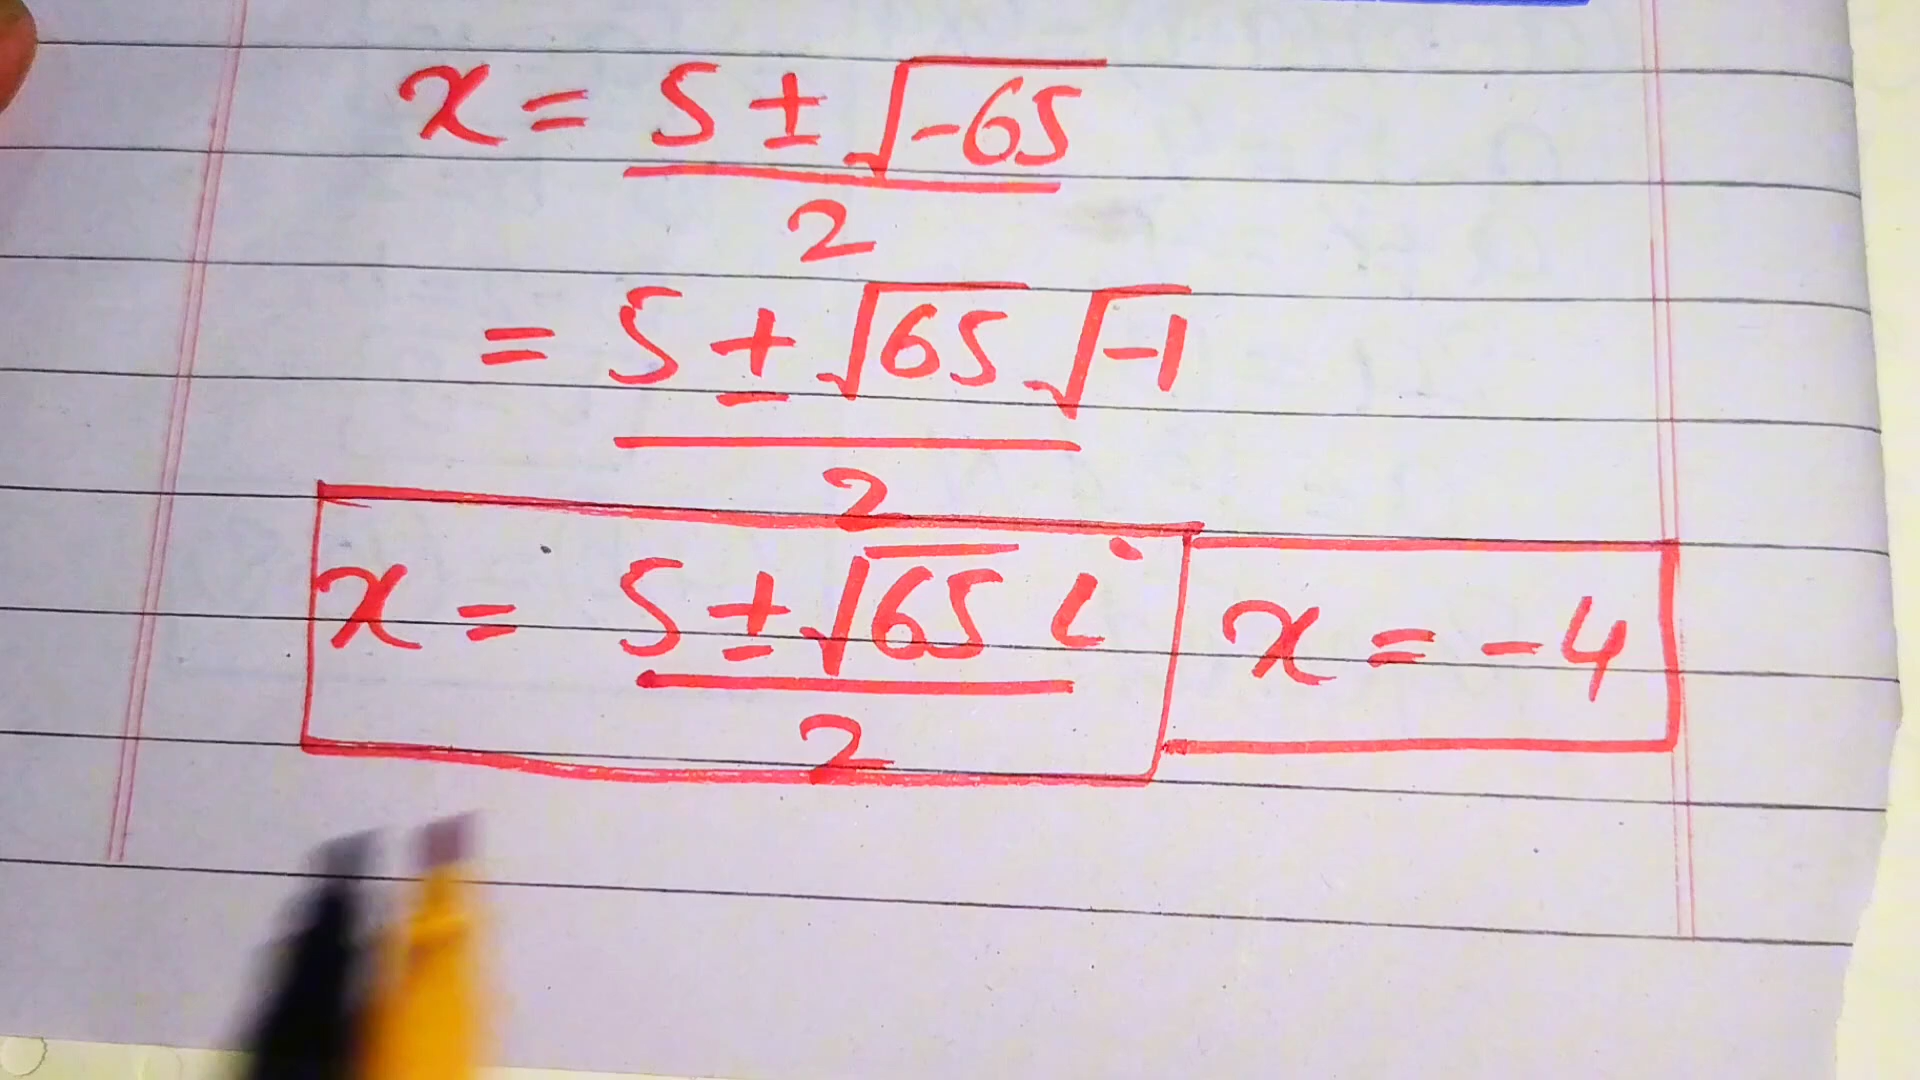 x = 5 ± √-65
2
= 5 ± √65 √-1
2
x = 5 ± √65 i
2
x = -4